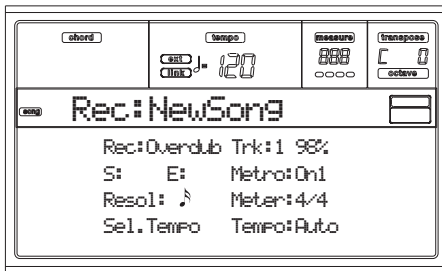 chord tempo measure transpose
ext link ♩= 120 888 C 0
octave
song Rec:NewSong
Rec:Overdub Trk:1 98%
S: E: Metro:On1
Resol: 𝅘𝅥𝅯 Meter:4/4
Sel.Tempo Tempo:Auto